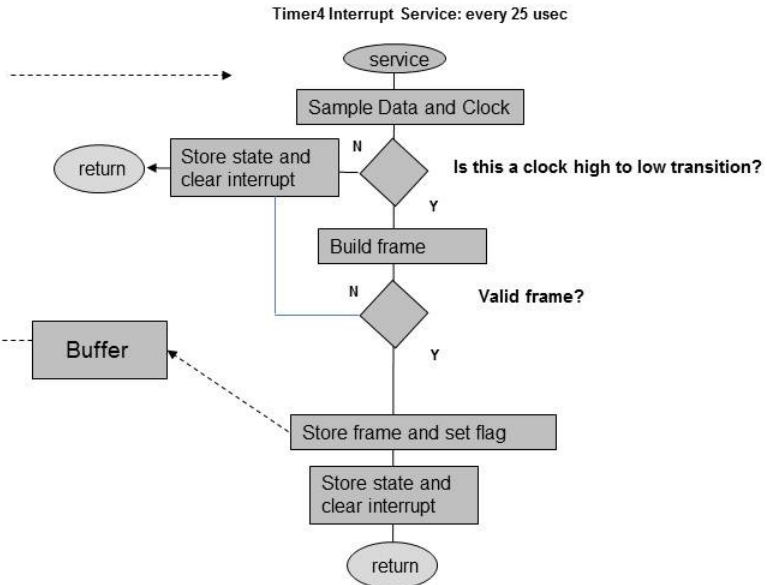 Timer4 Interrupt Service: every 25 usec
service
Sample Data and Clock
N
Store state and
clear interrupt
return
Is this a clock high to low transition?
Y
Build frame
N
Valid frame?
Buffer
Y
Store frame and set flag
Store state and
clear interrupt
return